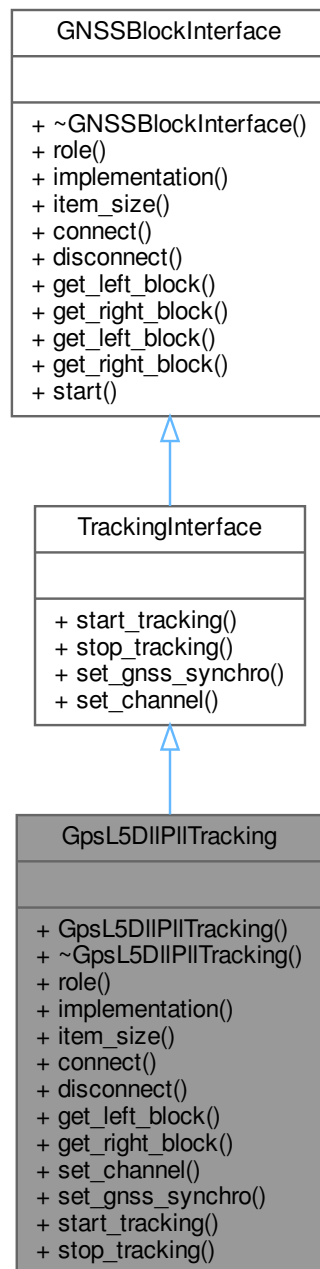 GNSSBlockInterface
+ ~GNSSBlockInterface()
+ role()
+ implementation()
+ item_size()
+ connect()
+ disconnect()
+ get_left_block()
+ get_right_block()
+ get_left_block()
+ get_right_block()
+ start()
TrackingInterface
+ start_tracking()
+ stop_tracking()
+ set_gnss_synchro()
+ set_channel()
GpsL5DllPllTracking
+ GpsL5DllPllTracking()
+ ~GpsL5DllPllTracking()
+ role()
+ implementation()
+ item_size()
+ connect()
+ disconnect()
+ get_left_block()
+ get_right_block()
+ set_channel()
+ set_gnss_synchro()
+ start_tracking()
+ stop_tracking()